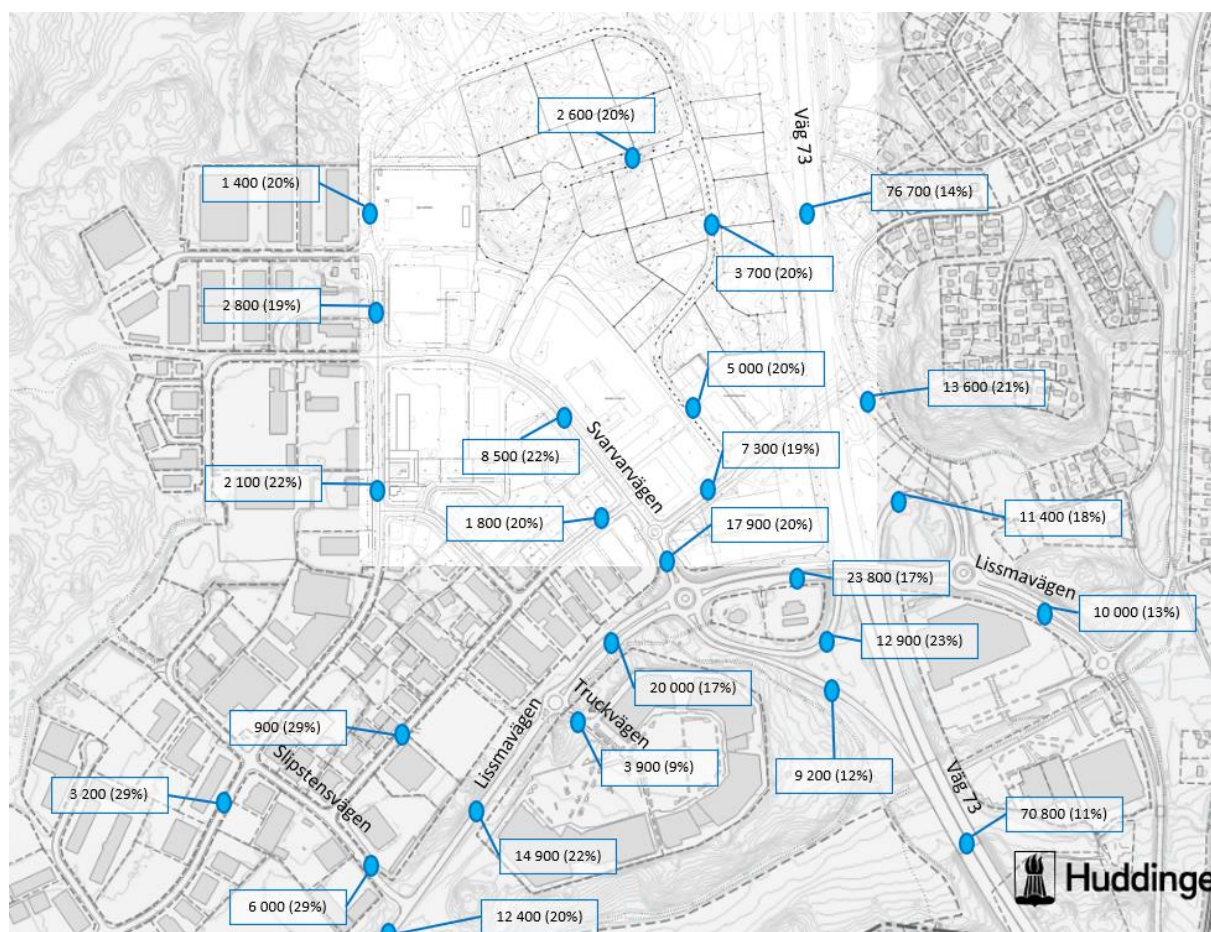 2 600 (20%)
Väg 73
1 400 (20%)
76 700 (14%)
3 700 (20%)
2 800 (19%)
5 000 (20%)
13 600 (21%)
Svarvarvägen
8 500 (22%)
7 300 (19%)
2 100 (22%)
1 800 (20%)
17 900 (20%)
11 400 (18%)
23 800 (17%)
Lissmavägen
10 000 (13%)
12 900 (23%)
20 000 (17%)
Truckvägen
Lissmavägen
900 (29%)
Slipstensvägen
3 900 (9%)
9 200 (12%)
Väg 73
3 200 (29%)
70 800 (11%)
14 900 (22%)
Huddinge
6 000 (29%)
12 400 (20%)